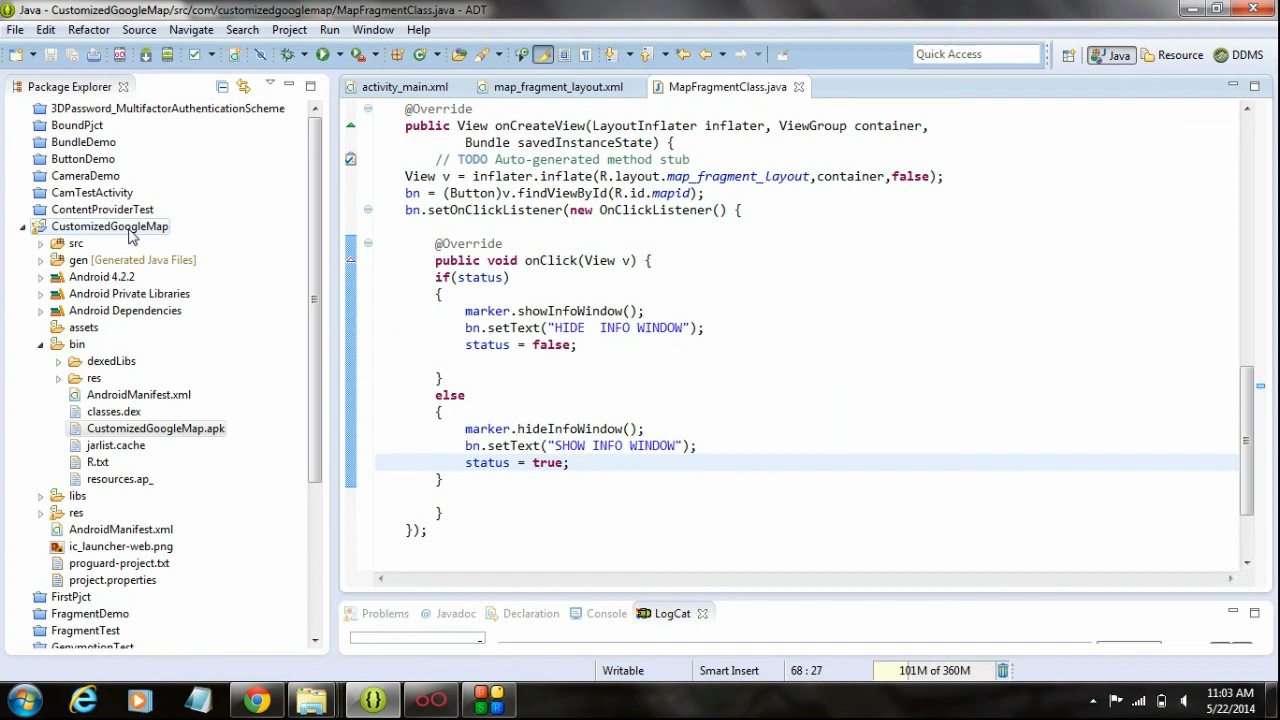 Java - CustomizedGoogleMap/src/com/customizedgooglemap/MapFragmentClass.java - ADT
File Edit Refactor Source Navigate Search Project Run Window Help
Quick Access
Java
Resource
DDMS
Package Explorer
3DPassword_MultifactorAuthenticationScheme
BoundPjct
BundleDemo
ButtonDemo
CameraDemo
CamTestActivity
ContentProviderTest
CustomizedGoogleMap
src
gen [Generated Java Files]
Android 4.2.2
Android Private Libraries
Android Dependencies
assets
bin
dexedLibs
res
AndroidManifest.xml
classes.dex
CustomizedGoogleMap.apk
jarlist.cache
R.txt
resources.ap_
libs
res
AndroidManifest.xml
ic_launcher-web.png
proguard-project.txt
project.properties
FirstPjct
FragmentDemo
FragmentTest
GenymotionTest
activity_main.xml
map_fragment_layout.xml
MapFragmentClass.java
@Override
public View onCreateView(LayoutInflater inflater, ViewGroup container,
Bundle savedInstanceState) {
// TODO Auto-generated method stub
View v = inflater.inflate(R.layout.map_fragment_layout,container,false);
bn = (Button)v.findViewById(R.id.mapid);
bn.setOnClickListener(new OnClickListener() {
@Override
public void onClick(View v) {
if(status)
{
marker.showInfoWindow();
bn.setText("HIDE  INFO WINDOW");
status = false;
}
else
{
marker.hideInfoWindow();
bn.setText("SHOW INFO WINDOW");
status = true;
}
}
});
Problems
@ Javadoc
Declaration
Console
LogCat
Writable
Smart Insert
68 : 27
101M of 360M
11:03 AM
5/22/2014